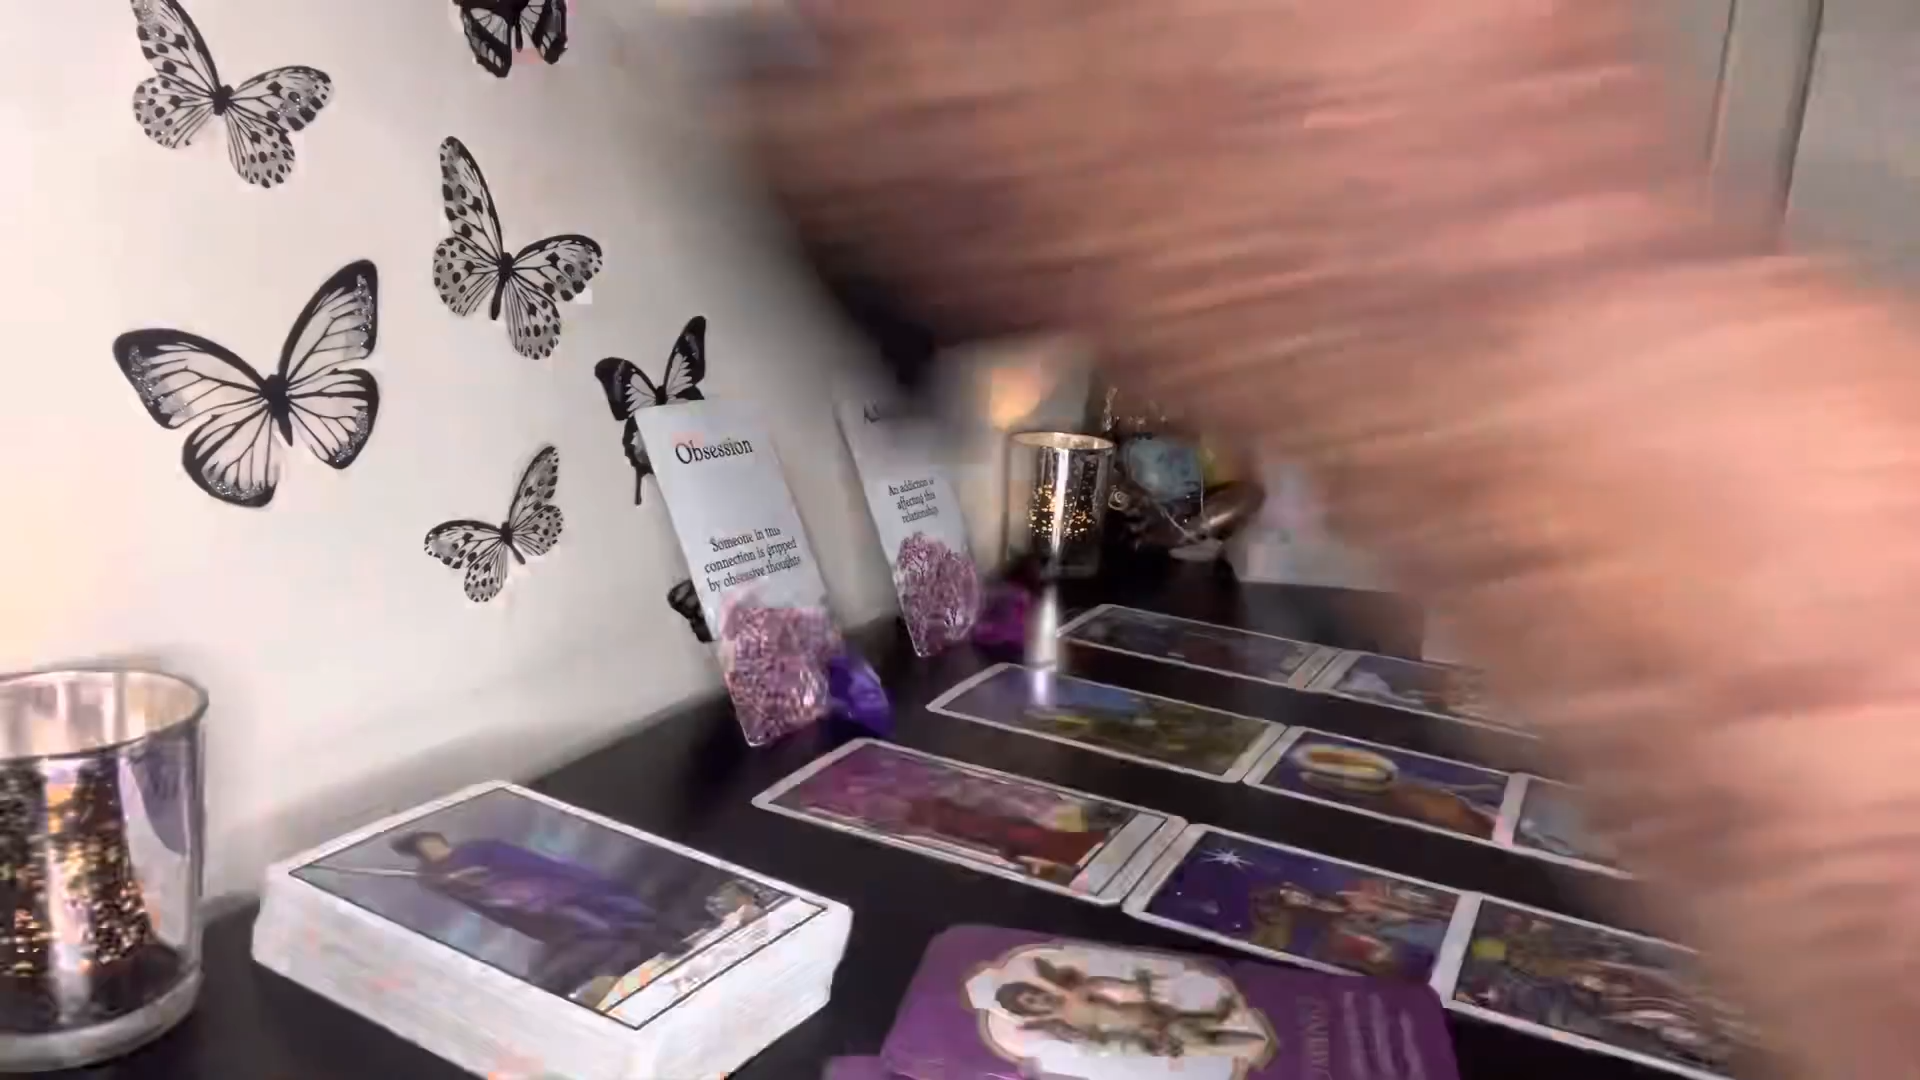 Obsession
Someone in this
connection is gripped
by obsessive thoughts
An addiction is
affecting this
relationship